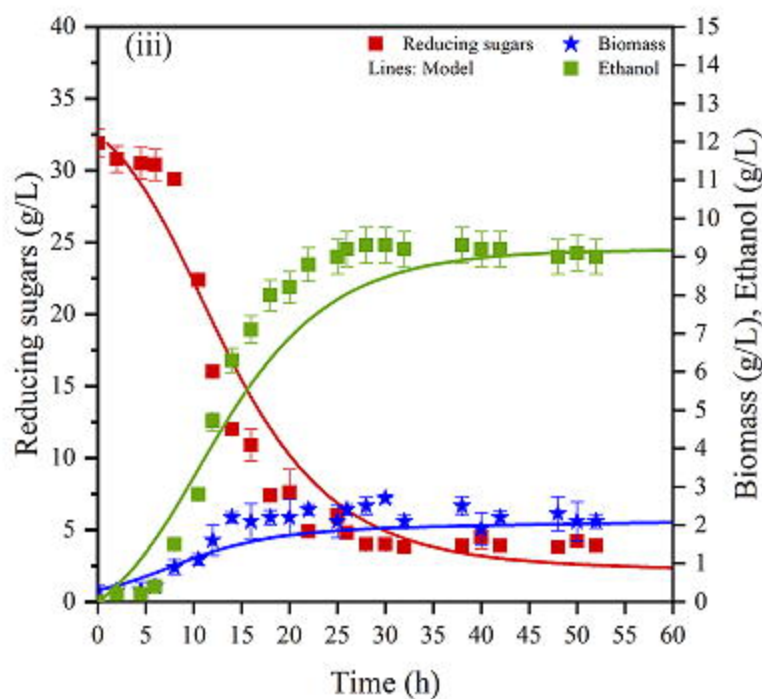 (iii)
Reducing sugars
Biomass
Lines: Model
Ethanol
Reducing sugars (g/L)
40
35
30
25
20
15
10
5
0
15
14
13
12
11
10
9
8
7
6
5
4
3
2
1
0
Biomass (g/L), Ethanol (g/L)
0 5 10 15 20 25 30 35 40 45 50 55 60
Time (h)